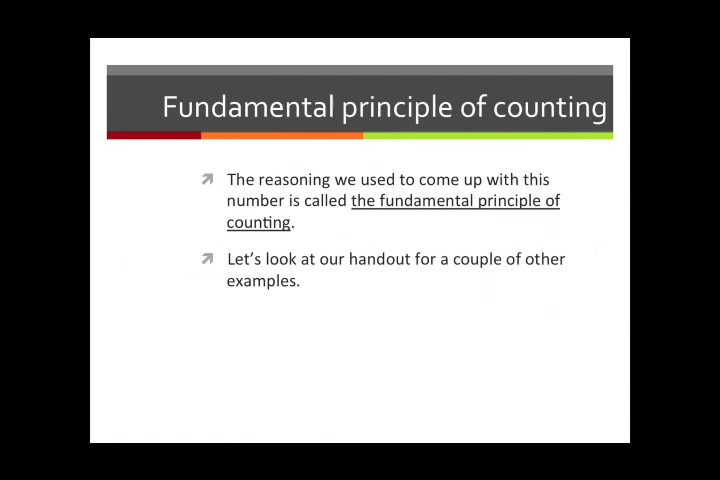 Fundamental principle of counting
The reasoning we used to come up with this
number is called the fundamental principle of
counting.
Let’s look at our handout for a couple of other
examples.